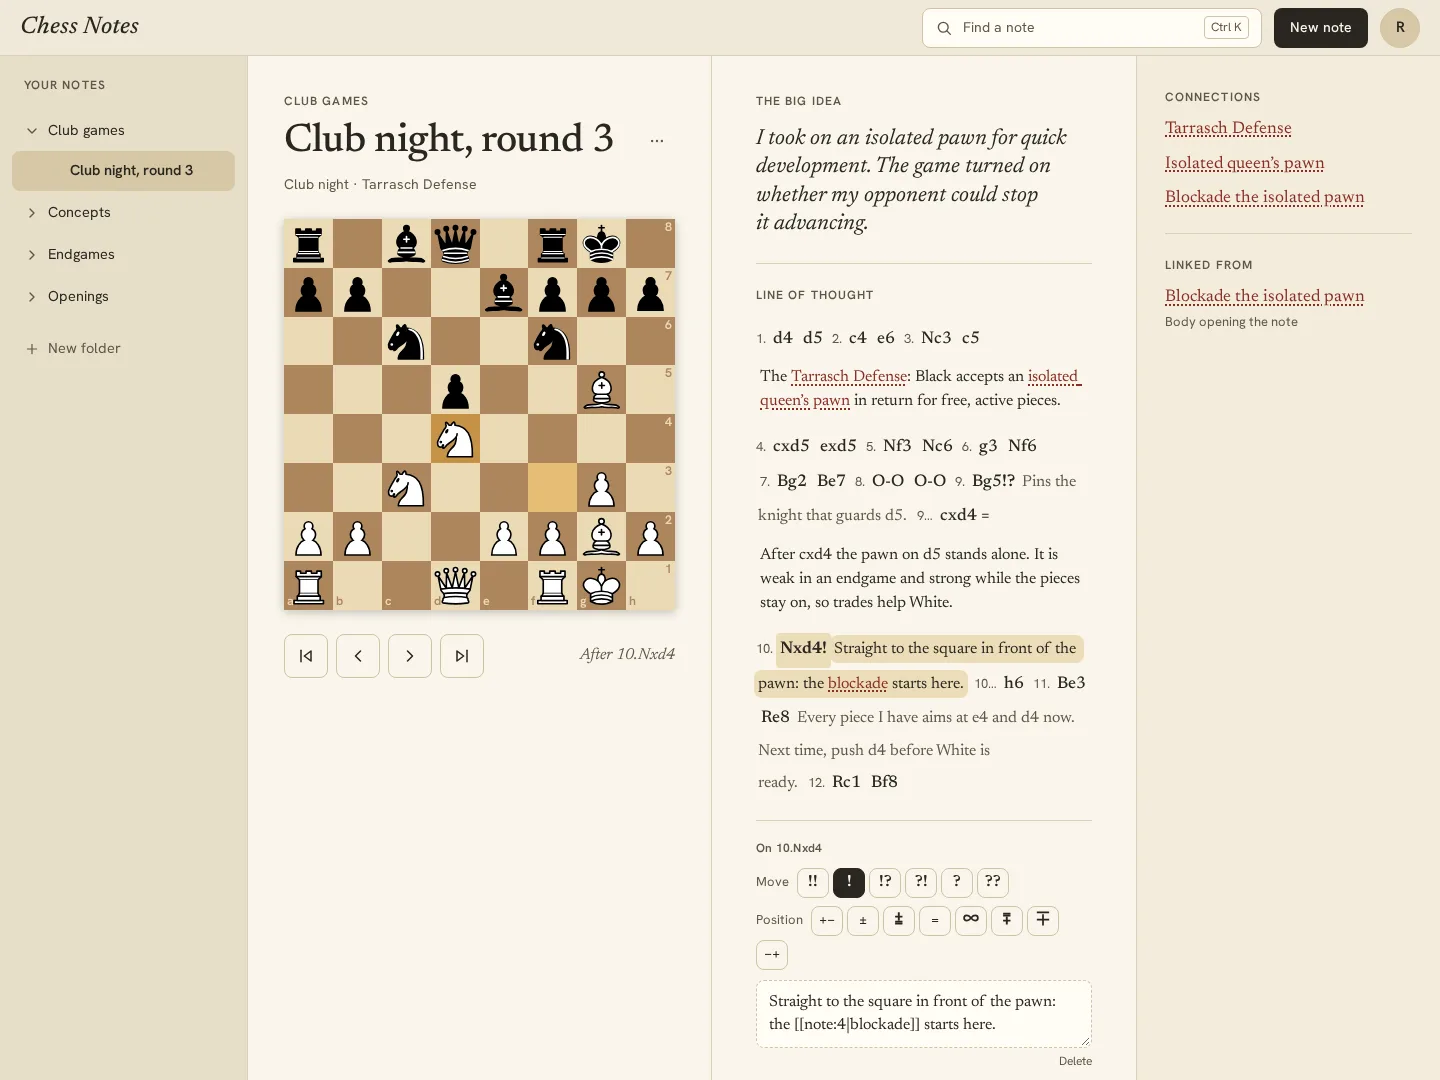 Chess Notes
Find a note
Ctrl K
New note
R
YOUR NOTES
Club games
Club night, round 3
Concepts
Endgames
Openings
New folder
CLUB GAMES
Club night, round 3
...
Club night · Tarrasch Defense
8
7
6
5
4
3
2
1
a b c d e f g h
After 10.Nxd4
THE BIG IDEA
I took on an isolated pawn for quick
development. The game turned on
whether my opponent could stop
it advancing.
LINE OF THOUGHT
1. d4 d5 2. c4 e6 3. Nc3 c5
The Tarrasch Defense: Black accepts an isolated
queen’s pawn in return for free, active pieces.
4. cxd5 exd5 5. Nf3 Nc6 6. g3 Nf6
7. Bg2 Be7 8. O-O O-O 9. Bg5!? Pins the
knight that guards d5. 9... cxd4 =
After cxd4 the pawn on d5 stands alone. It is
weak in an endgame and strong while the pieces
stay on, so trades help White.
10. Nxd4! Straight to the square in front of the
pawn: the blockade starts here. 10... h6 11. Be3
Re8 Every piece I have aims at e4 and d4 now.
Next time, push d4 before White is
ready. 12. Rc1 Bf8
On 10.Nxd4
Move !! ! !? ?! ? ??
Position +− ± ⩲ = ∞ ⩱ ∓
−+
Straight to the square in front of the pawn:
the [[note:4|blockade]] starts here.
Delete
CONNECTIONS
Tarrasch Defense
Isolated queen’s pawn
Blockade the isolated pawn
LINKED FROM
Blockade the isolated pawn
Body opening the note